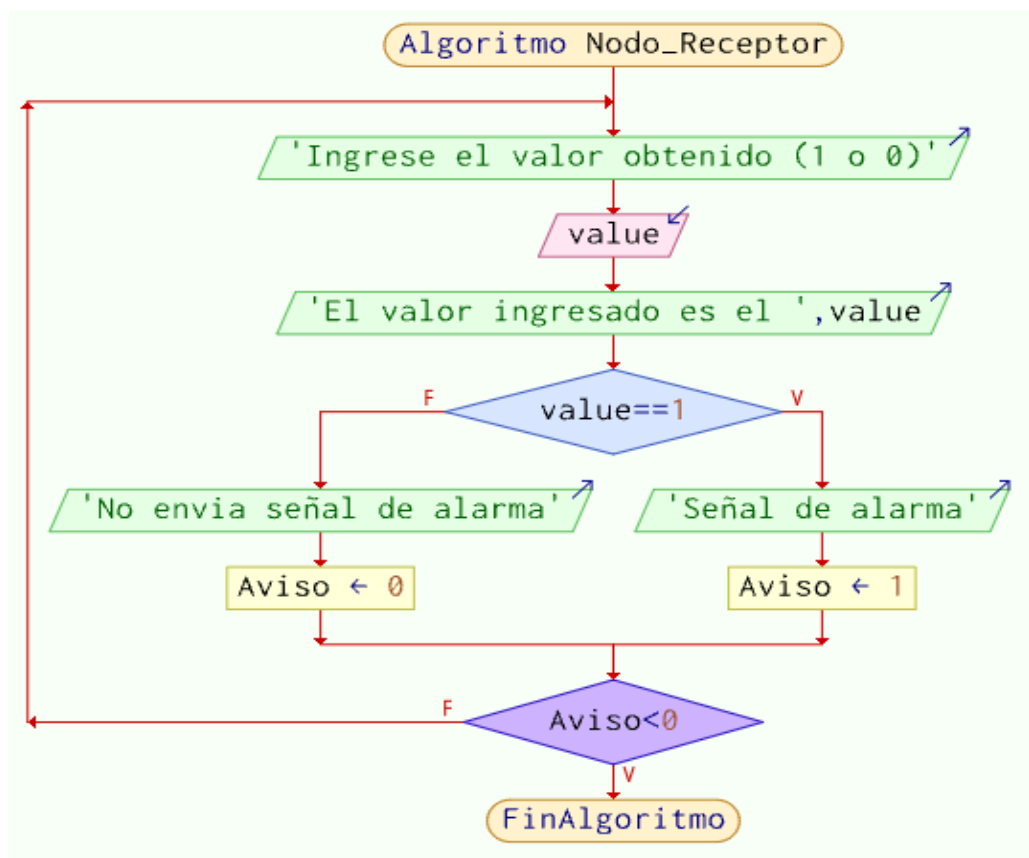 Algoritmo Nodo_Receptor
'Ingrese el valor obtenido (1 o 0)'
value
'El valor ingresado es el ',value
F
V
value==1
'No envia señal de alarma'
'Señal de alarma'
Aviso ← 0
Aviso ← 1
F
Aviso<0
V
FinAlgoritmo